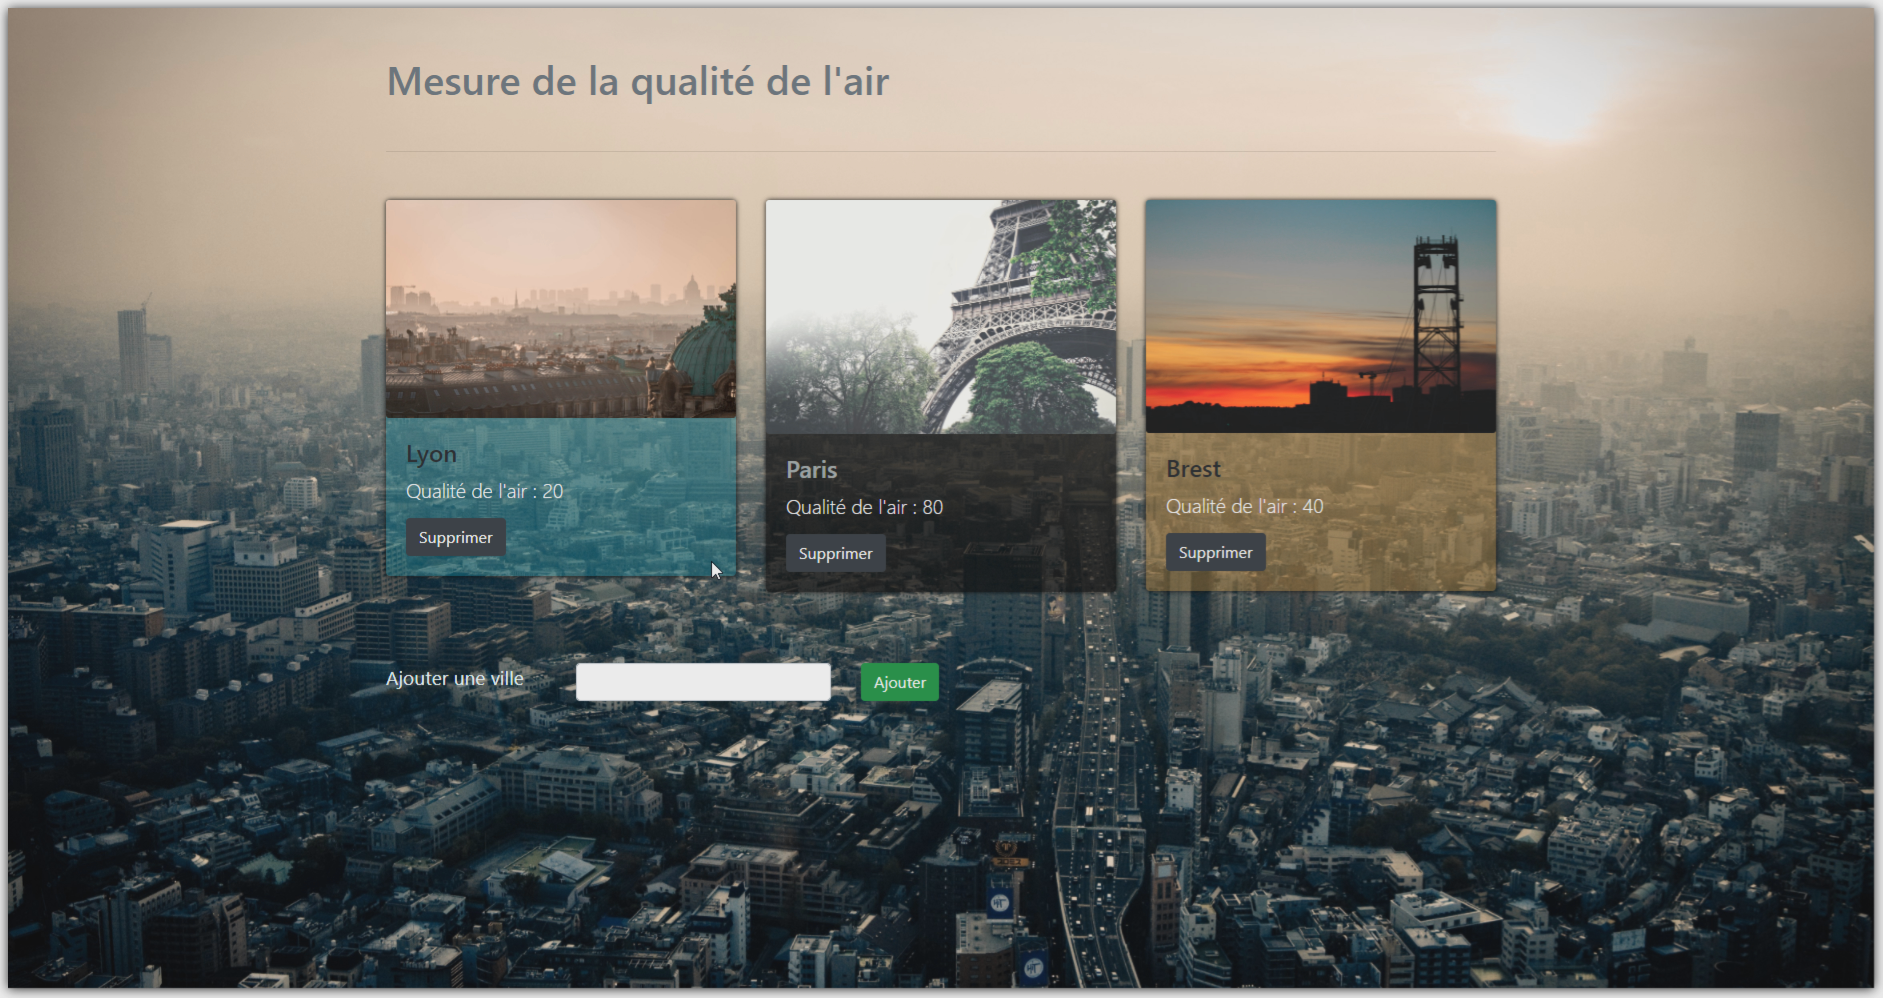 Mesure de la qualité de l'air
Lyon
Qualité de l'air : 20
Supprimer
Paris
Qualité de l'air : 80
Supprimer
Brest
Qualité de l'air : 40
Supprimer
Ajouter une ville
Ajouter